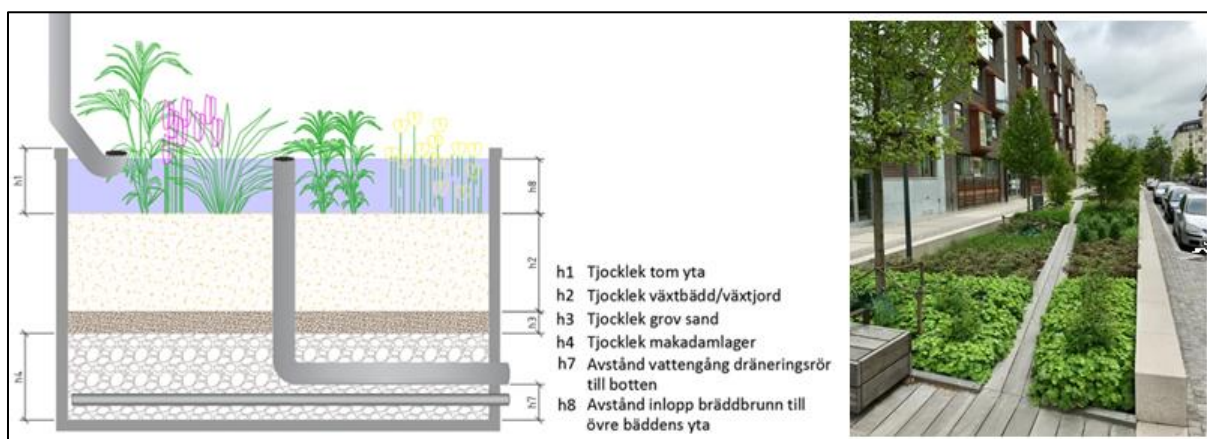 h1
h8
h2
h3
h4
h7
h1 Tjocklek tom yta
h2 Tjocklek växtbädd/växtjord
h3 Tjocklek grov sand
h4 Tjocklek makadamlager
h7 Avstånd vattengång dräneringsrör
till botten
h8 Avstånd inlopp bräddbrunn till
övre bäddens yta